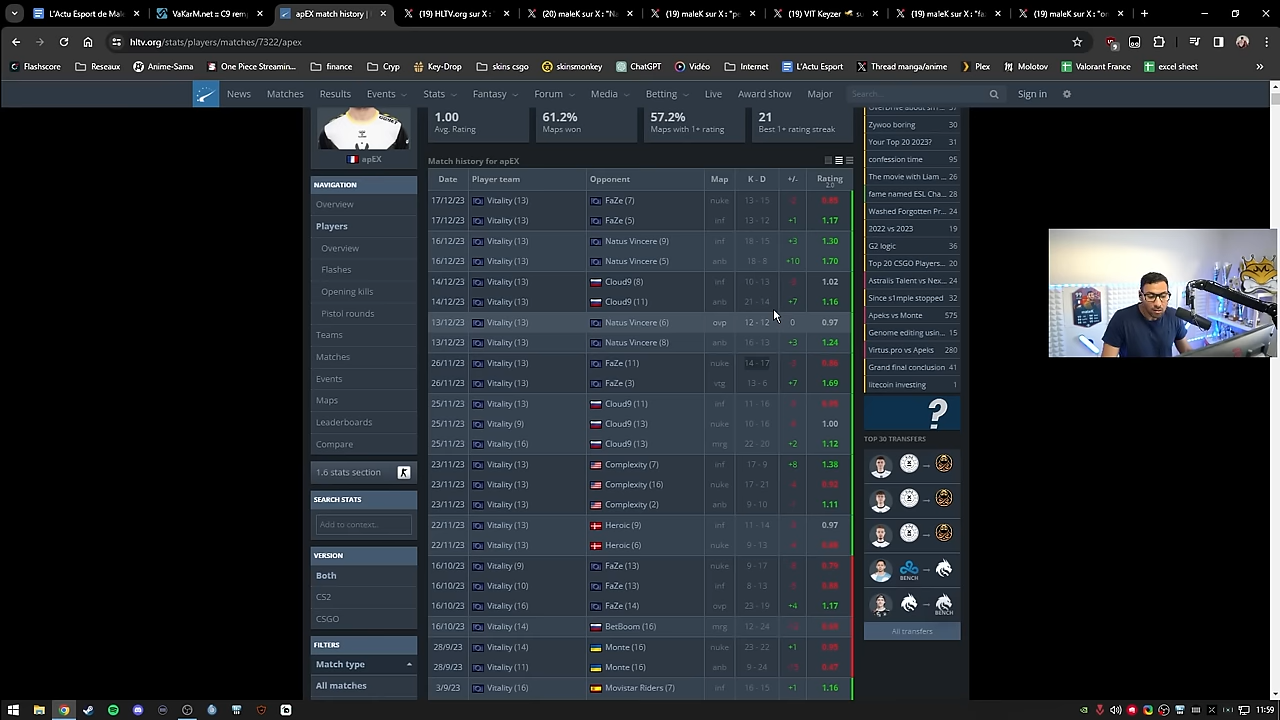 L'Actu Esport de Malek
VaKarM.net :: C9 remp
apEX match history |
(19) HLTV.org sur X : "
(20) maleK sur X : "Na
(19) maleK sur X : "pe
(19) VIT Keyzer su
(19) maleK sur X : "fa
(19) maleK sur X : "or
hltv.org/stats/players/matches/7322/apex
Flashscore
Reseaux
Anime-Sama
One Piece Streamin...
finance
Cryp
Key-Drop
skins csgo
skinsmonkey
ChatGPT
Vidéo
Internet
L'Actu Esport
Thread manga/anime
Plex
Molotov
Valorant France
excel sheet
News Matches Results Events Stats Fantasy Forum Media Betting Live Award show Major Search... Sign in
1.00 61.2% 57.2% 21
Avg. Rating Maps won Maps with 1+ rating Best 1+ rating streak
apEX
Match history for apEX
Date Player team Opponent Map K - D +/- Rating 2.0
17/12/23 Vitality (13) FaZe (7) nuke 13 - 15 -2
17/12/23 Vitality (13) FaZe (5) inf 13 - 12 +1 1.17
16/12/23 Vitality (13) Natus Vincere (9) inf 18 - 15 +3 1.30
16/12/23 Vitality (13) Natus Vincere (5) anb 18 - 8 +10 1.70
14/12/23 Vitality (13) Cloud9 (8) inf 10 - 13 1.02
14/12/23 Vitality (13) Cloud9 (11) anb 21 - 14 +7 1.16
13/12/23 Vitality (13) Natus Vincere (6) ovp 12 - 12 0 0.97
13/12/23 Vitality (13) Natus Vincere (8) anb 16 - 13 +3 1.24
26/11/23 Vitality (13) FaZe (11) nuke 14 - 17
26/11/23 Vitality (13) FaZe (3) vtg 13 - 6 +7 1.69
25/11/23 Vitality (13) Cloud9 (11) inf 11 - 16
25/11/23 Vitality (9) Cloud9 (13) nuke 10 - 16 1.00
25/11/23 Vitality (16) Cloud9 (13) mrg 22 - 20 +2 1.12
23/11/23 Vitality (13) Complexity (7) inf 17 - 9 +8 1.38
23/11/23 Vitality (13) Complexity (16) nuke 17 - 21 -4 0.92
23/11/23 Vitality (13) Complexity (2) anb 9 - 10 1.11
22/11/23 Vitality (13) Heroic (9) inf 11 - 14 0.97
22/11/23 Vitality (13) Heroic (6) nuke 9 - 13
16/10/23 Vitality (9) FaZe (13) nuke 9 - 17 0.79
16/10/23 Vitality (10) FaZe (13) inf 8 - 13
16/10/23 Vitality (16) FaZe (14) ovp 23 - 19 +4 1.17
16/10/23 Vitality (14) BetBoom (16) mrg 12 - 24
28/9/23 Vitality (14) Monte (16) nuke 23 - 22 +1
28/9/23 Vitality (11) Monte (16) anb 9 - 24
3/9/23 Vitality (16) Movistar Riders (7) inf 16 - 15 +1 1.16
NAVIGATION
Overview
Players
Overview
Flashes
Opening kills
Pistol rounds
Teams
Matches
Events
Maps
Leaderboards
Compare
1.6 stats section
SEARCH STATS
Add to context..
VERSION
Both
CS2
CSGO
FILTERS
Match type
All matches
Zywoo boring 30
Your Top 20 2023? 31
confession time 95
The movie with Liam ... 26
fame named ESL Cha... 28
Washed Forgotten Pr... 24
2022 vs 2023 19
G2 logic 36
Top 20 CSGO Players... 20
Astralis Talent vs Nex... 24
Since s1mple stopped 32
Apeks vs Monte 575
Genome editing usin... 15
Virtus.pro vs Apeks 280
Grand final conclusion 41
litecoin investing 1
?
TOP 30 TRANSFERS
BENCH
BENCH
All transfers
11:59